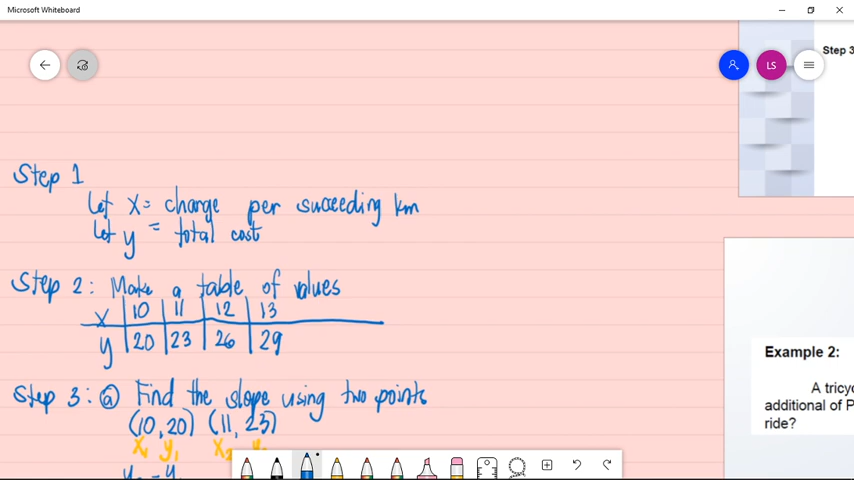 Microsoft Whiteboard
Step 3
LS
Step 1
Let x = charge per succeeding km
Let y = total cost
Step 2: Make a table of values
x 10 11 12 13
y 20 23 26 29
Step 3: a Find the slope using two points
(10, 20) (11, 23)
x1 y1 x2
Example 2:
A tricyc
additional of P
ride?